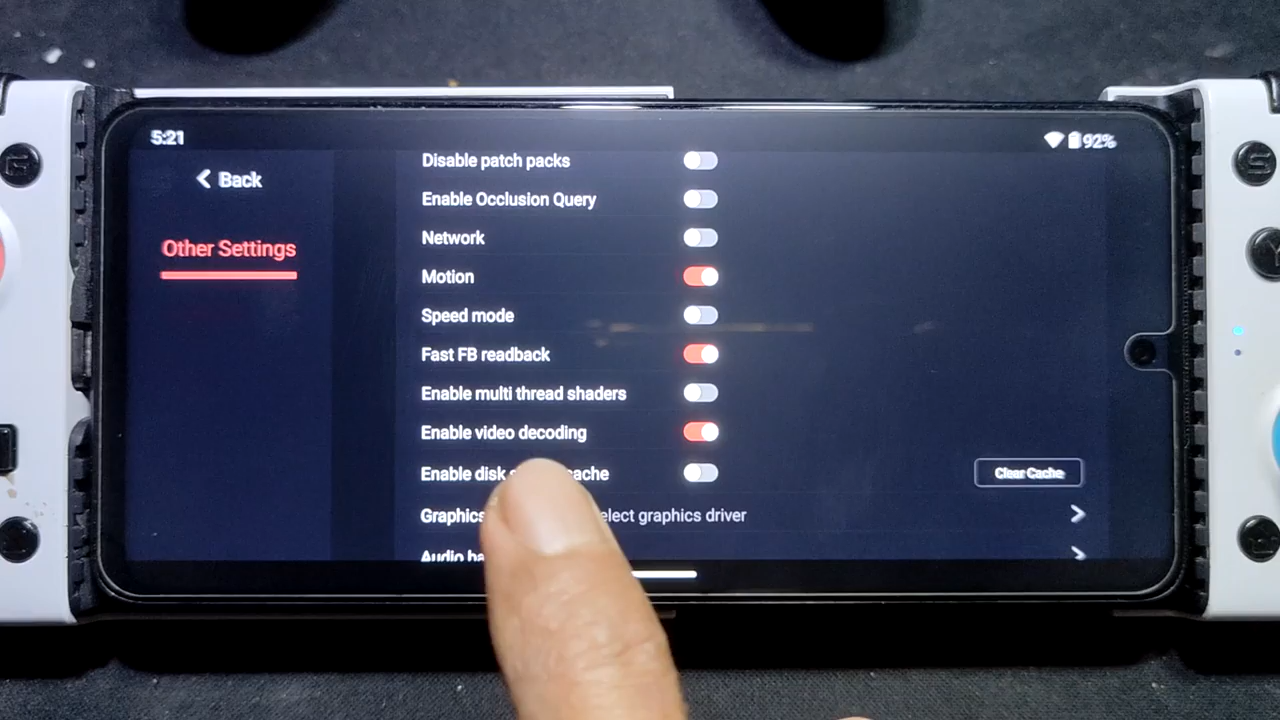 5:21
92%
Back
Other Settings
Disable patch packs
Enable Occlusion Query
Network
Motion
Speed mode
Fast FB readback
Enable multi thread shaders
Enable video decoding
Enable disk cache
Clear Cache
Graphics elect graphics driver
Audio
G
S
Y